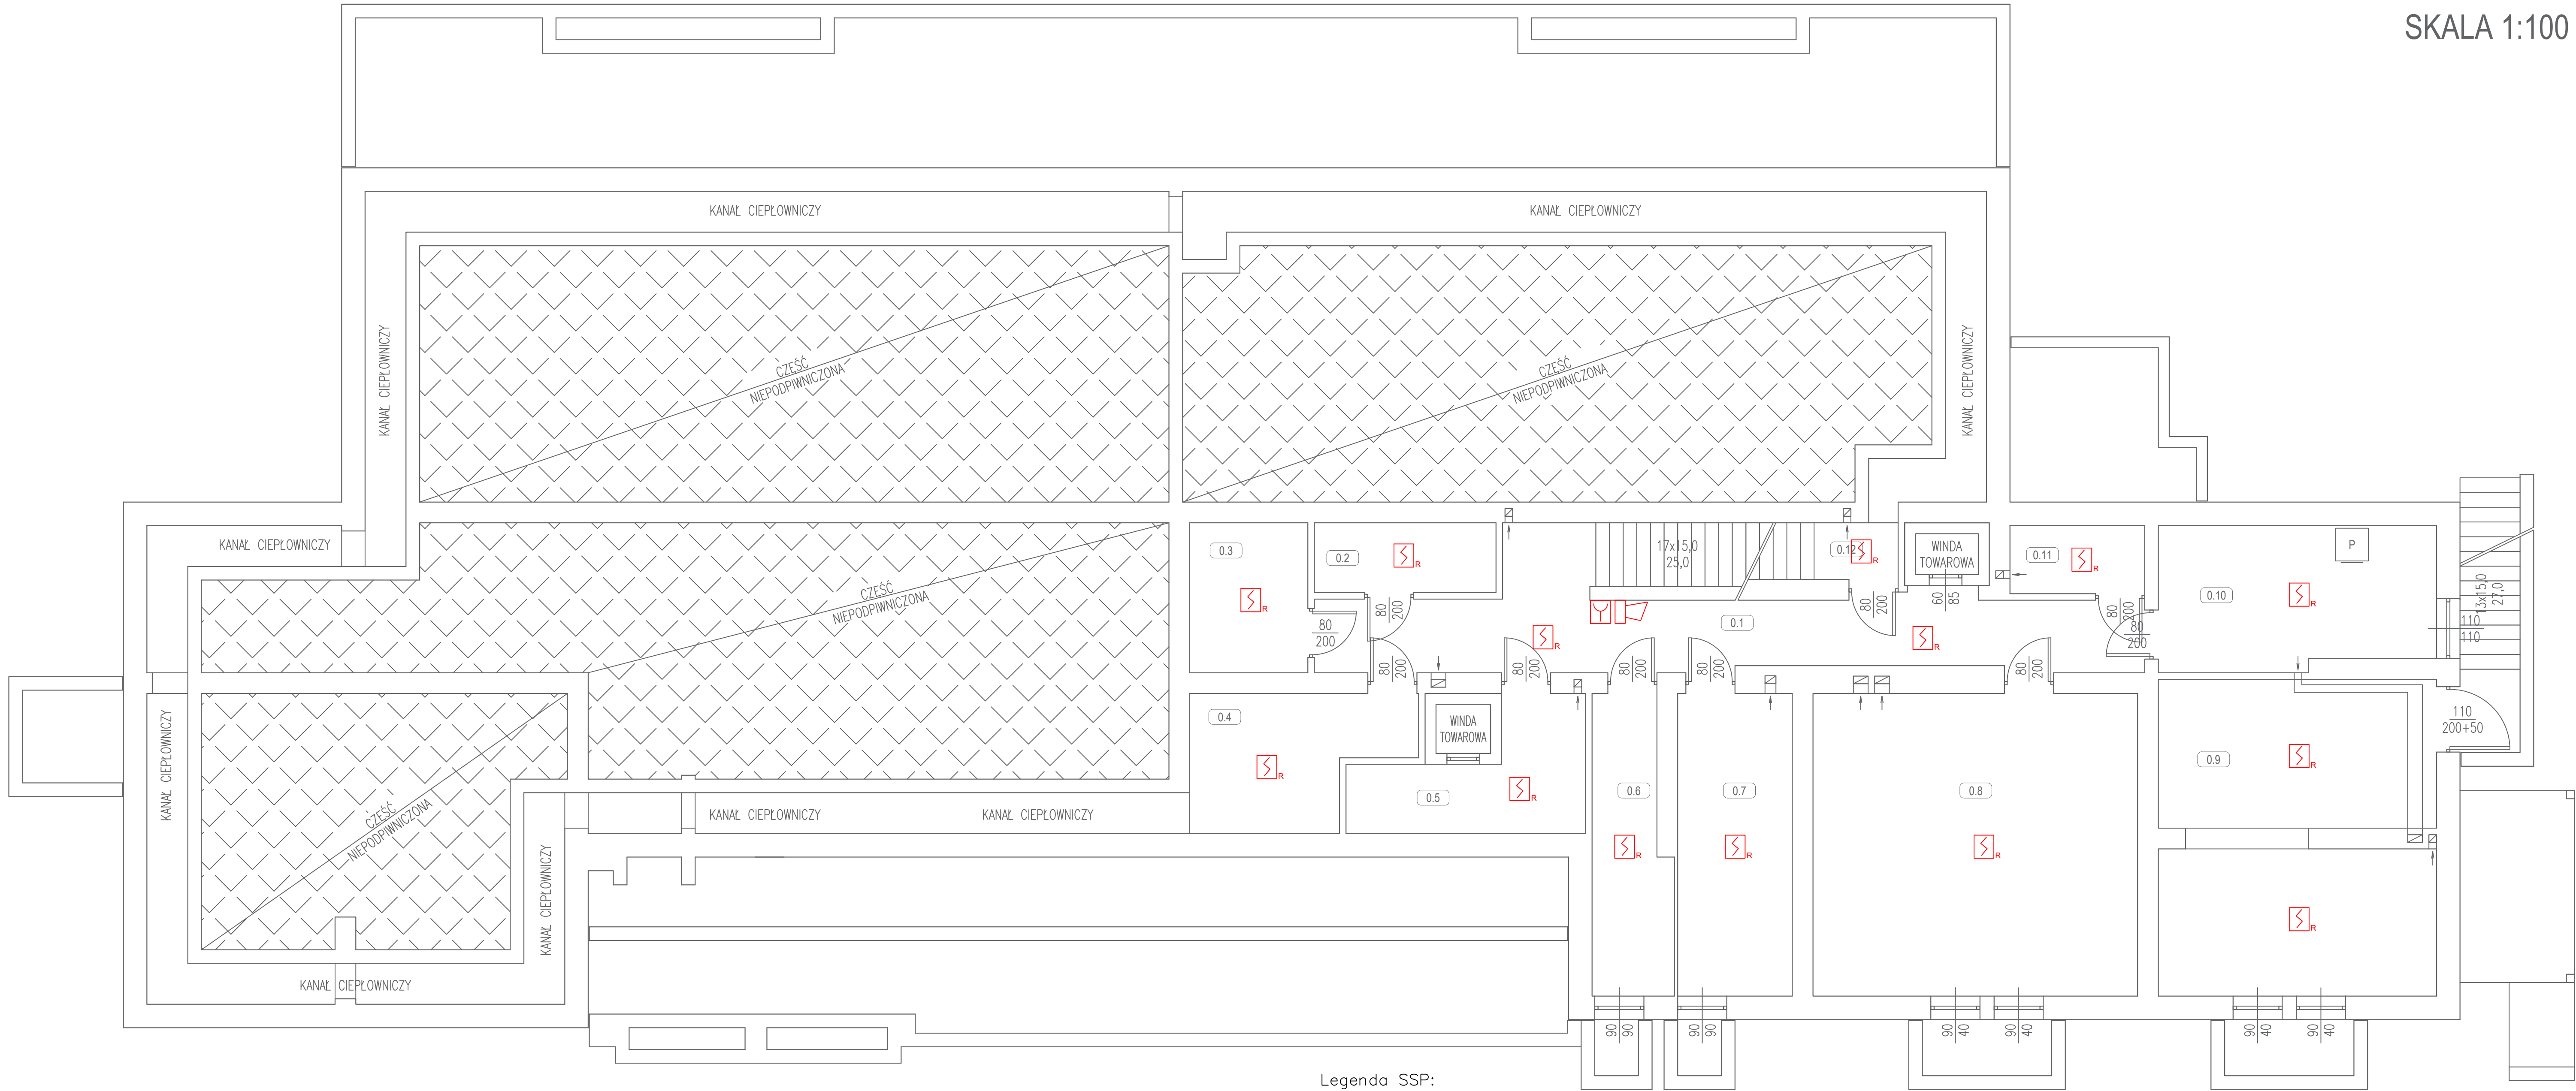 SKALA 1:100
KANAŁ CIEPŁOWNICZY
KANAŁ CIEPŁOWNICZY
KANAŁ CIEPŁOWNICZY
CZĘŚĆ
NIEPODPIWNICZONA
CZĘŚĆ
NIEPODPIWNICZONA
KANAŁ CIEPŁOWNICZY
KANAŁ CIEPŁOWNICZY
CZĘŚĆ
NIEPODPIWNICZONA
0.3
R
0.2
R
17x15,0
25,0
0.12
R
WINDA
TOWAROWA
60
85
0.11
R
P
0.10
R
13x15,0
27,0
110
110
80
200
80
200
80
200
80
200
80
200
0.1
R
R
80
200
80
200
80
200
80
200
80
200
110
200+50
KANAŁ CIEPŁOWNICZY
CZĘŚĆ
NIEPODPIWNICZONA
KANAŁ CIEPŁOWNICZY
KANAŁ CIEPŁOWNICZY
KANAŁ CIEPŁOWNICZY
KANAŁ CIEPŁOWNICZY
0.4
R
WINDA
TOWAROWA
0.5
R
0.6
R
0.7
R
0.8
R
0.9
R
R
90
90
90
90
90
40
90
40
90
40
90
40
Legenda SSP: